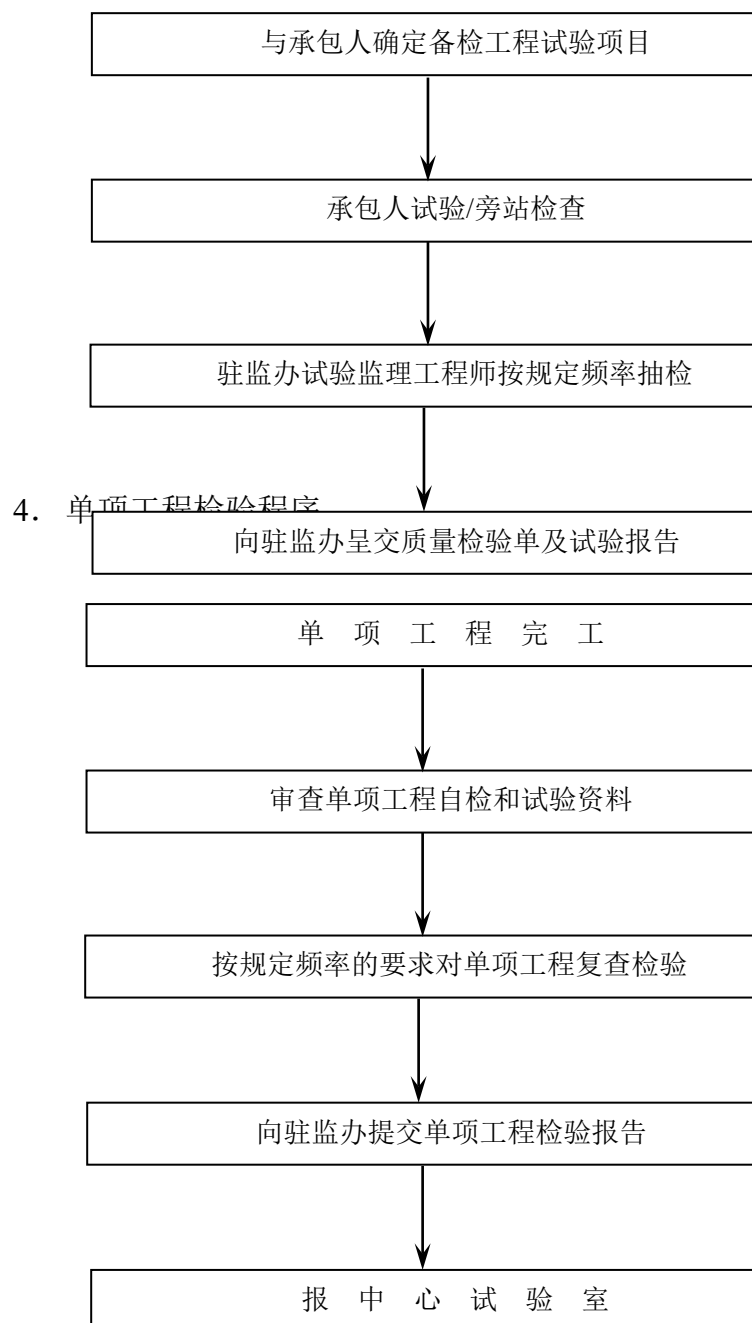 与承包人确定备检工程试验项目
承包人试验/旁站检查
驻监办试验监理工程师按规定频率抽检
4. 单项工程检验程序
向驻监办呈交质量检验单及试验报告
单 项 工 程 完 工
审查单项工程自检和试验资料
按规定频率的要求对单项工程复查检验
向驻监办提交单项工程检验报告
报 中 心 试 验 室